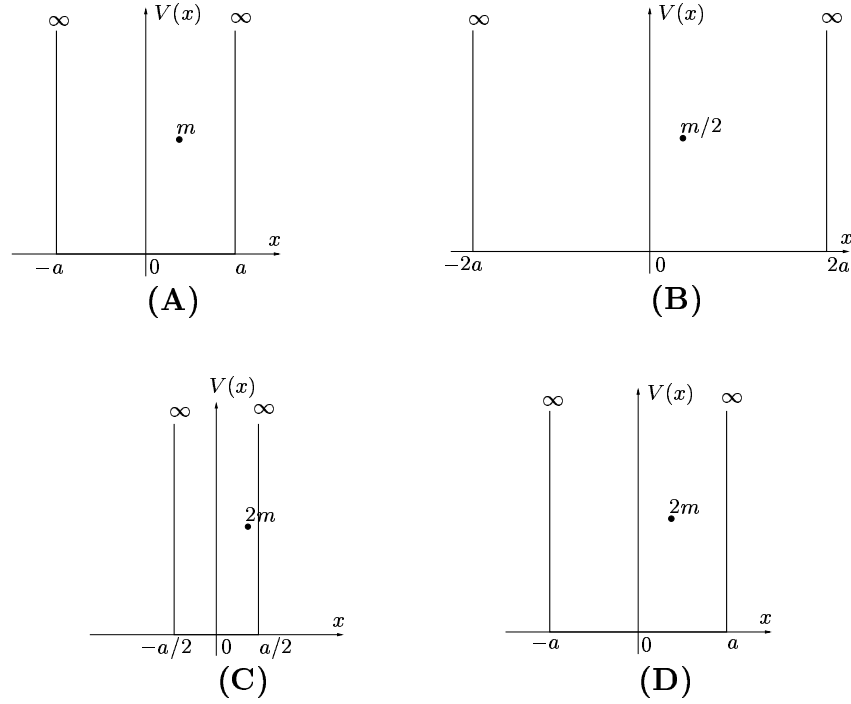 ∞ V(x) ∞
m
x
−a 0 a
(A)
∞ V(x) ∞
m/2
x
−2a 0 2a
(B)
V(x)
∞ ∞
2m
x
−a/2 0 a/2
(C)
∞ V(x) ∞
2m
x
−a 0 a
(D)